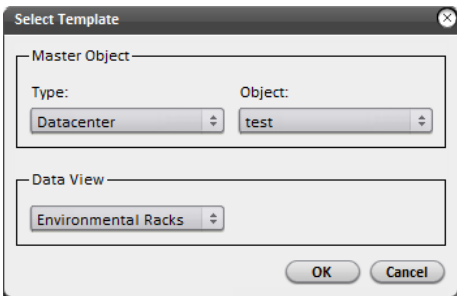 Select Template
Master Object
Type: Object:
Datacenter test
Data View
Environmental Racks
OK Cancel